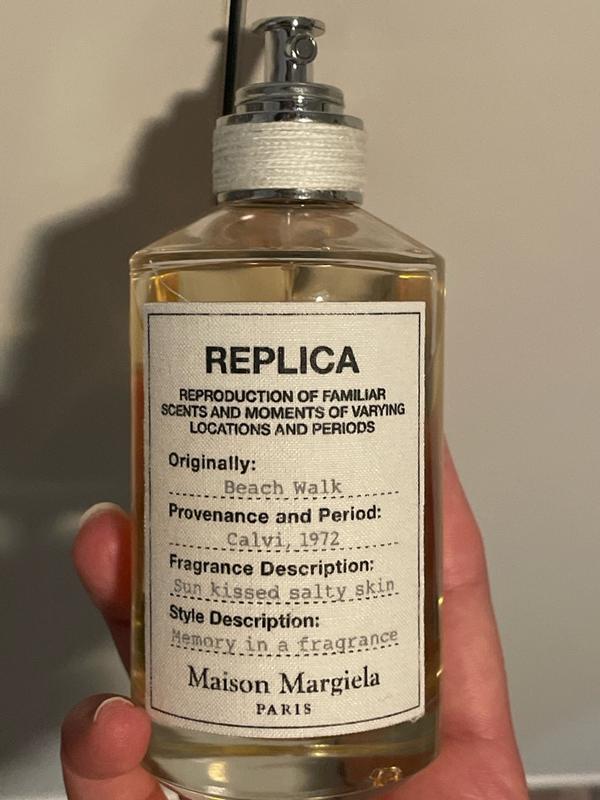 REPLICA
REPRODUCTION OF FAMILIAR
SCENTS AND MOMENTS OF VARYING
LOCATIONS AND PERIODS
Originally:
Beach Walk
Provenance and Period:
Calvi, 1972
Fragrance Description:
Sun kissed salty skin
Style Description:
Memory in a fragrance
Maison Margiela
PARIS